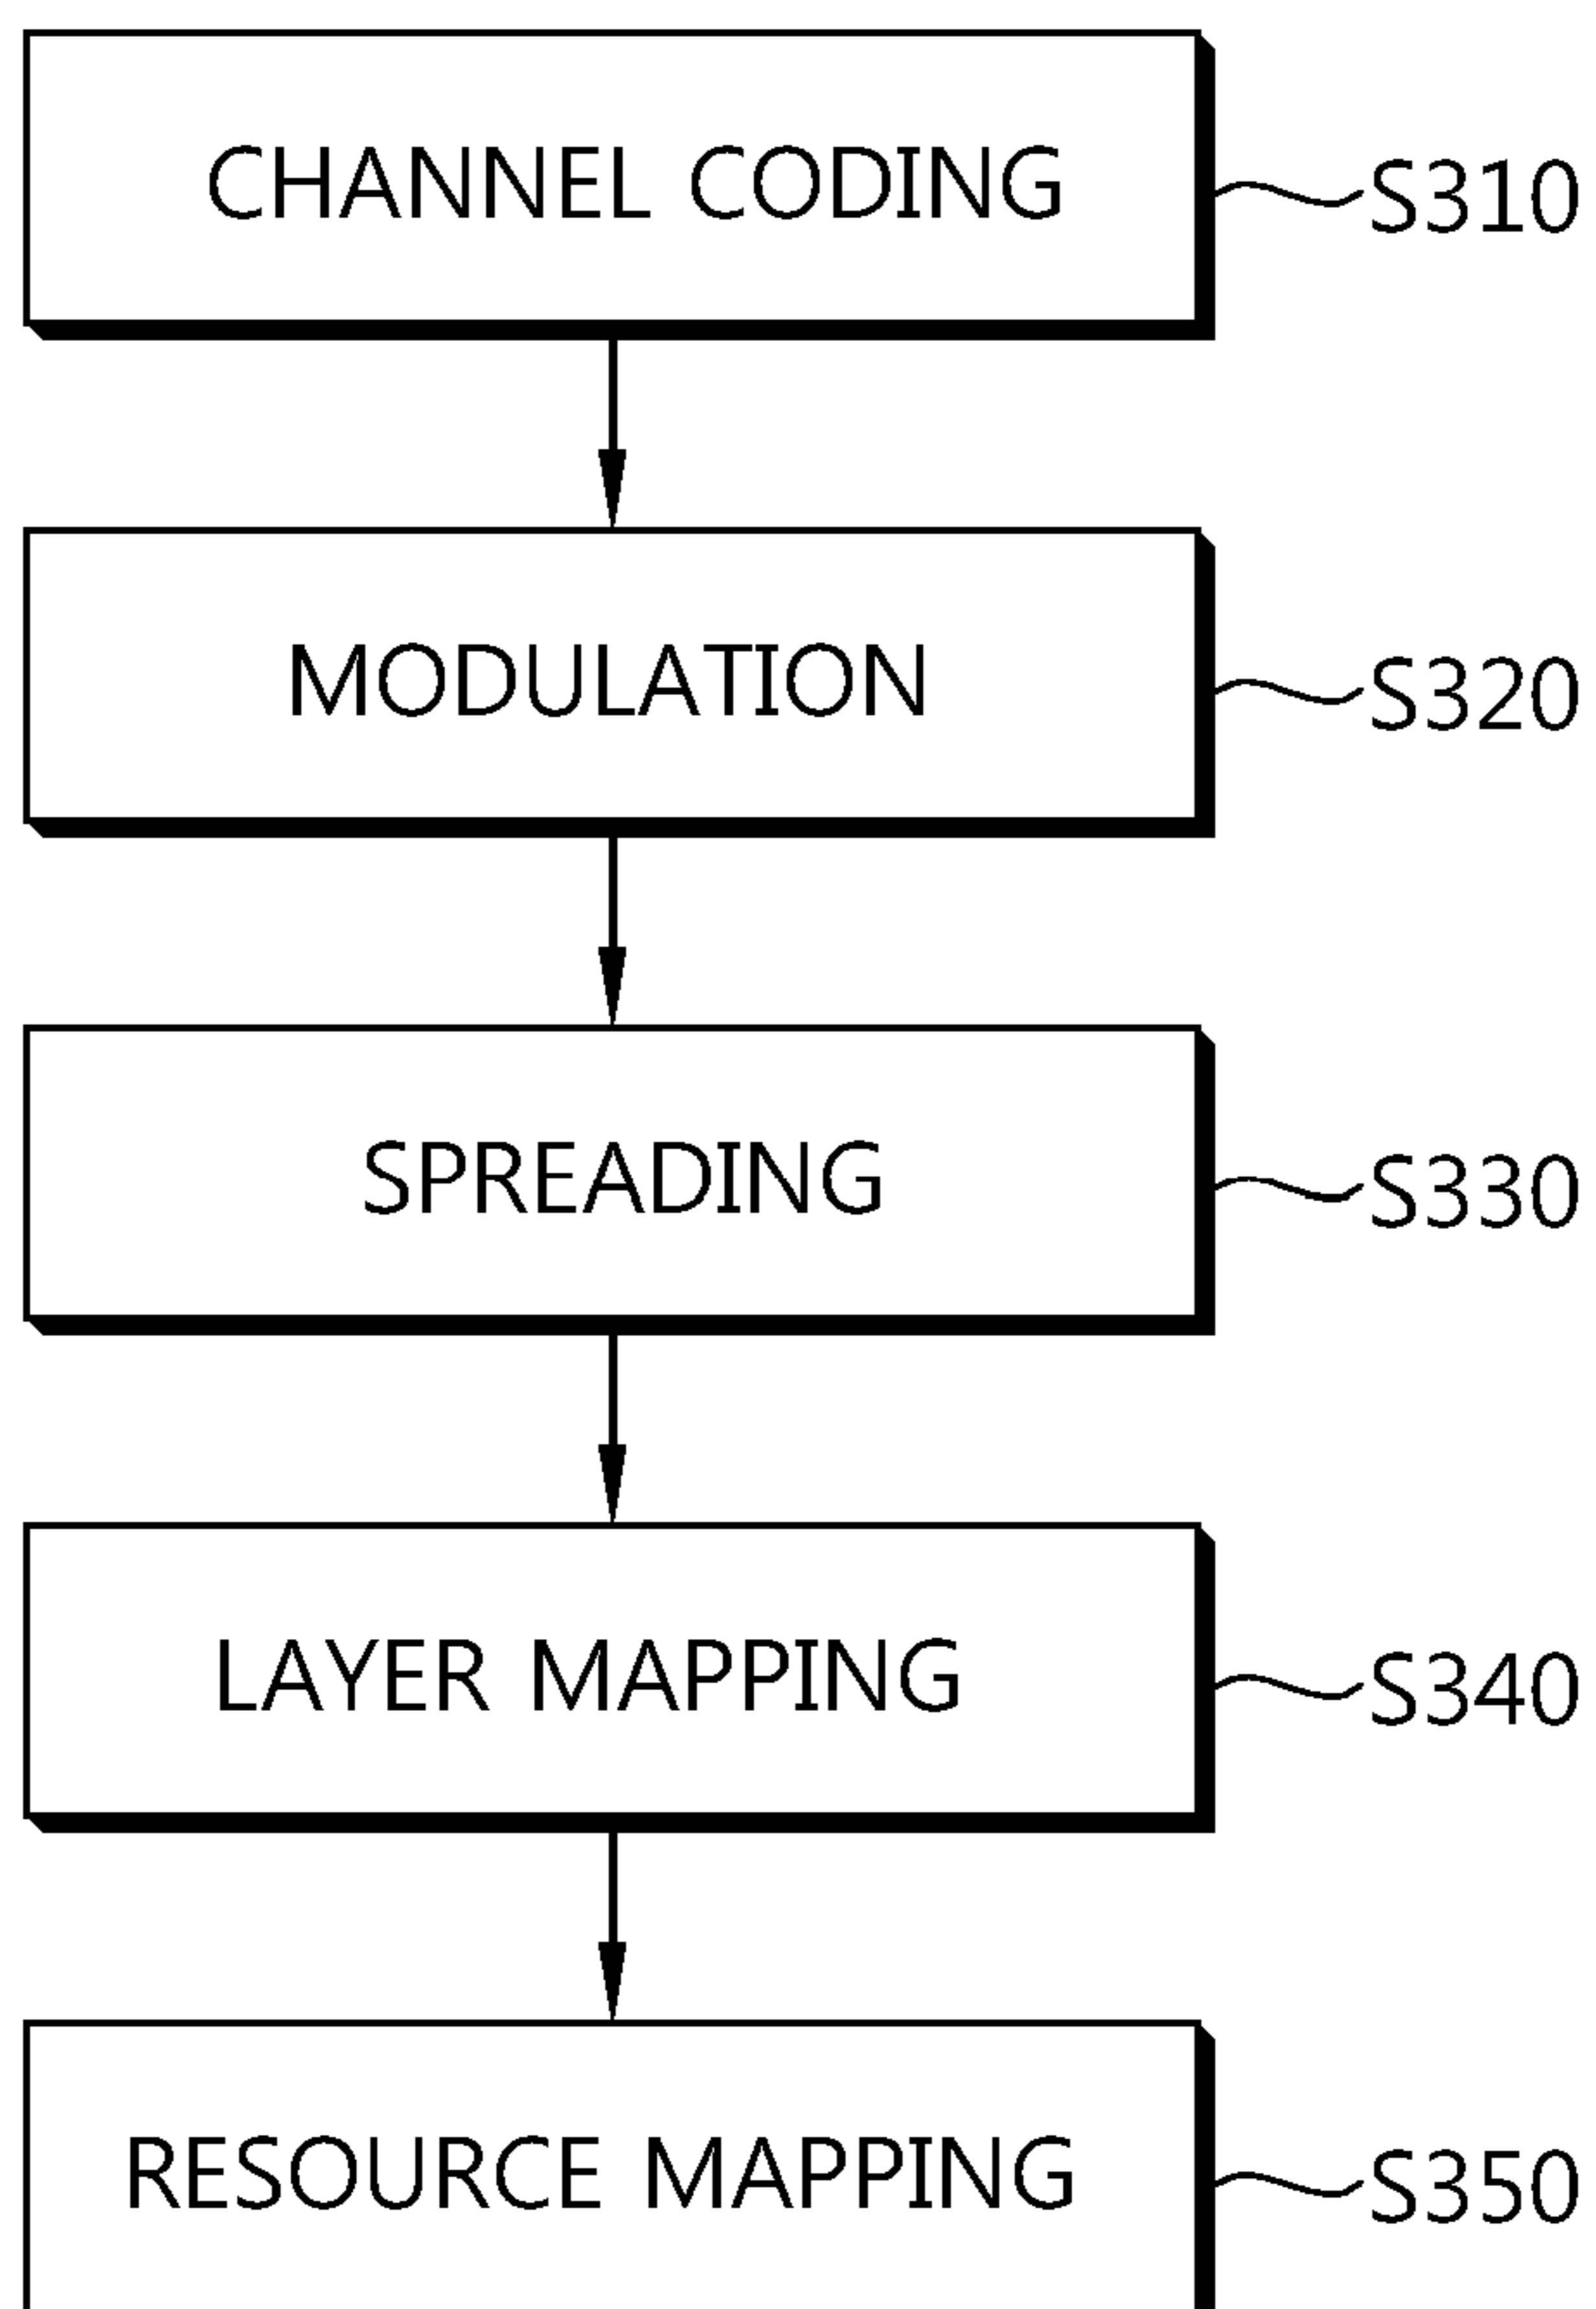 CHANNEL CODING S310
MODULATION S320
SPREADING S330
LAYER MAPPING S340
RESOURCE MAPPING S350